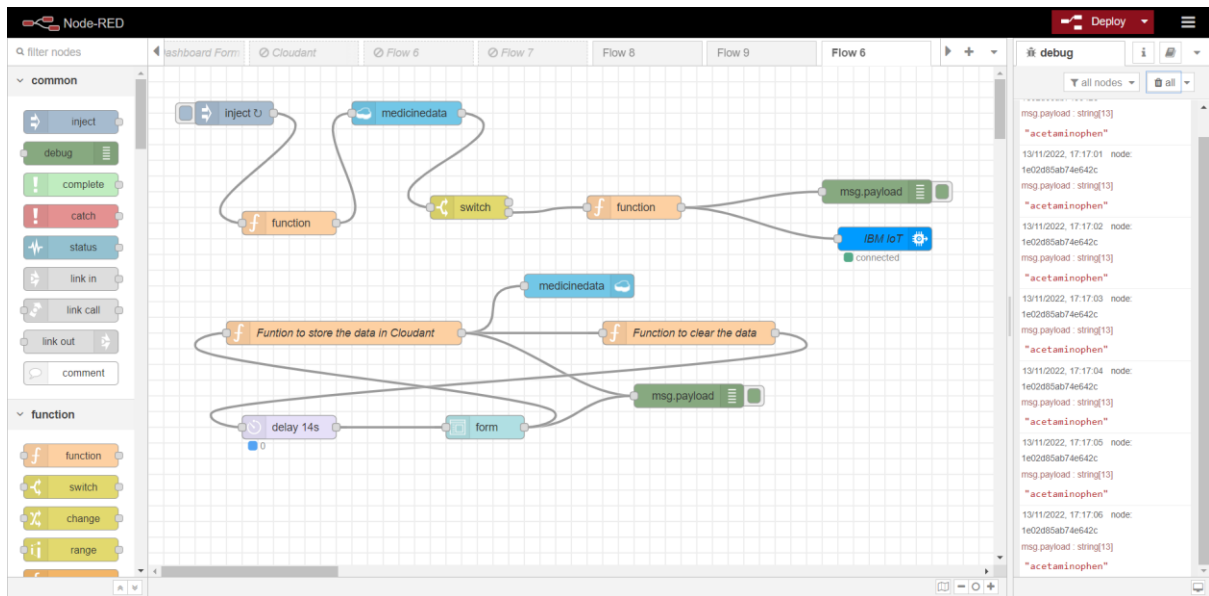 Node-RED
Deploy
filter nodes
Dashboard Form
Cloudant
Flow 6
Flow 7
Flow 8
Flow 9
Flow 6
debug
i
common
inject
debug
complete
catch
status
link in
link call
link out
comment
function
function
switch
change
range
inject ↻
medicinedata
function
switch
function
msg.payload
IBM IoT
connected
medicinedata
Funtion to store the data in Cloudant
Function to clear the data
msg.payload
delay 14s
0
form
all nodes
all
msg.payload : string[13]
"acetaminophen"
13/11/2022, 17:17:01 node:
1e02d85ab74e642c
msg.payload : string[13]
"acetaminophen"
13/11/2022, 17:17:02 node:
1e02d85ab74e642c
msg.payload : string[13]
"acetaminophen"
13/11/2022, 17:17:03 node:
1e02d85ab74e642c
msg.payload : string[13]
"acetaminophen"
13/11/2022, 17:17:04 node:
1e02d85ab74e642c
msg.payload : string[13]
"acetaminophen"
13/11/2022, 17:17:05 node:
1e02d85ab74e642c
msg.payload : string[13]
"acetaminophen"
13/11/2022, 17:17:06 node:
1e02d85ab74e642c
msg.payload : string[13]
"acetaminophen"